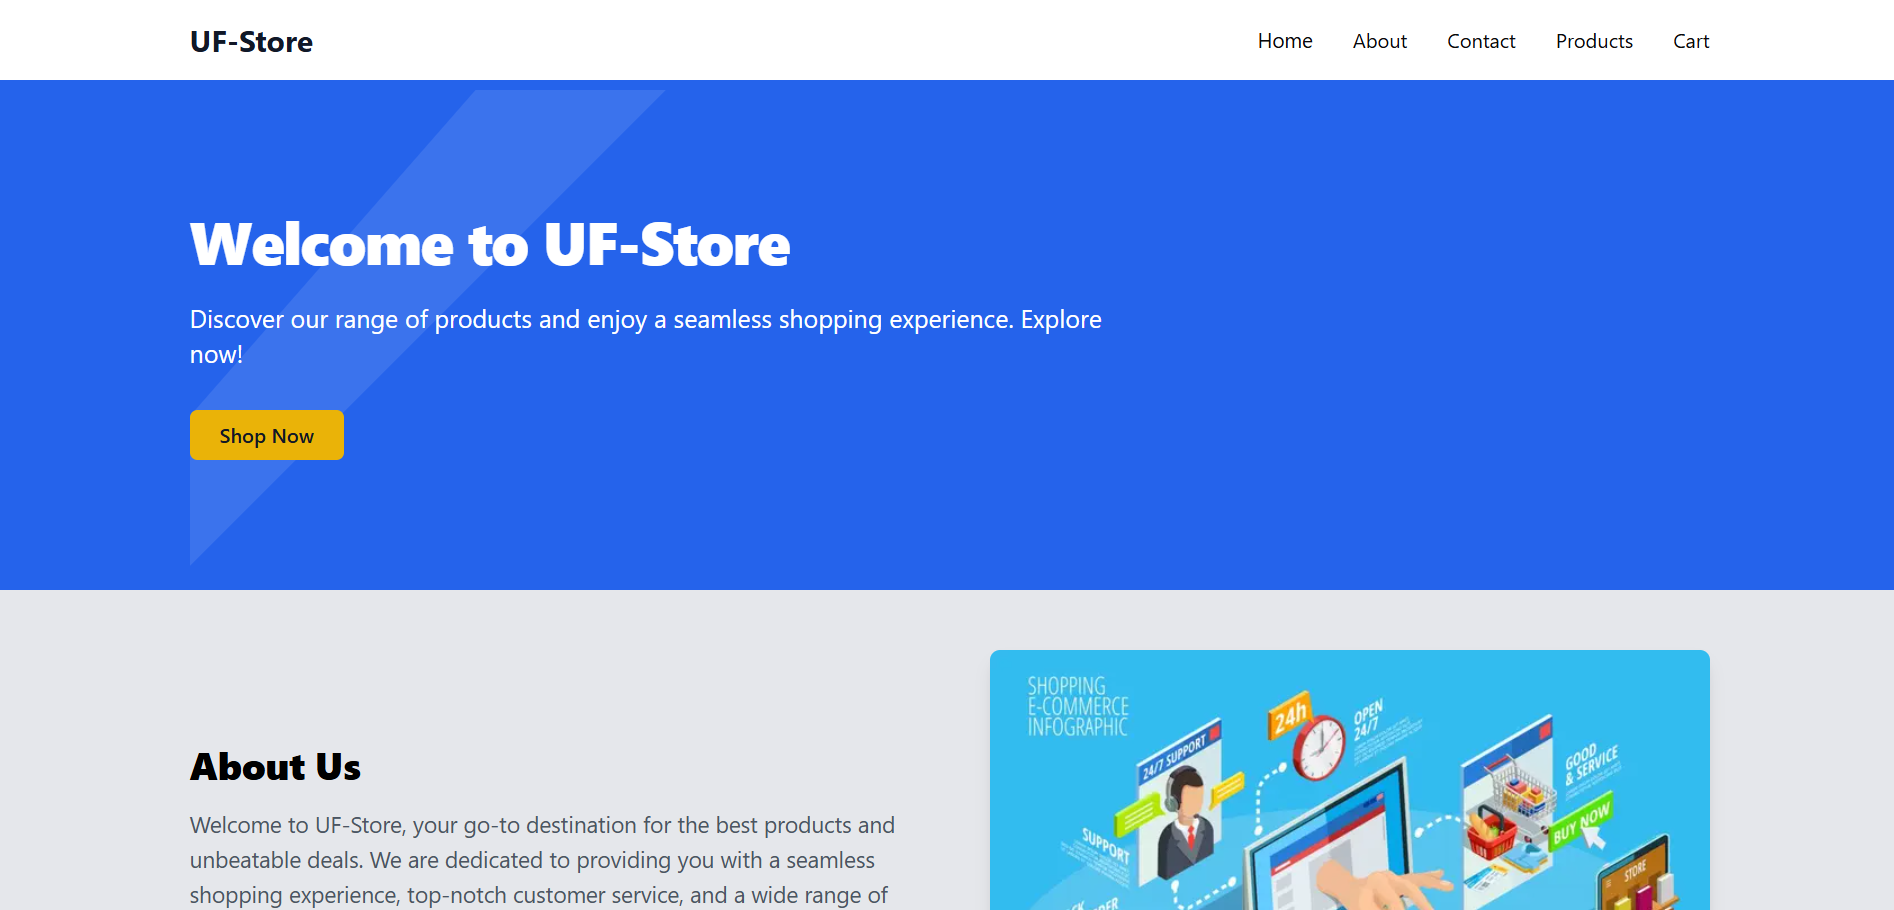 UF-Store
Home About Contact Products Cart
Welcome to UF-Store
Discover our range of products and enjoy a seamless shopping experience. Explore
now!
Shop Now
About Us
Welcome to UF-Store, your go-to destination for the best products and
unbeatable deals. We are dedicated to providing you with a seamless
shopping experience, top-notch customer service, and a wide range of
SHOPPING
E-COMMERCE
INFOGRAPHIC
24/7 SUPPORT
24h
OPEN
24/7
GOOD
& SERVICE
BUY NOW
SUPPORT
STORE